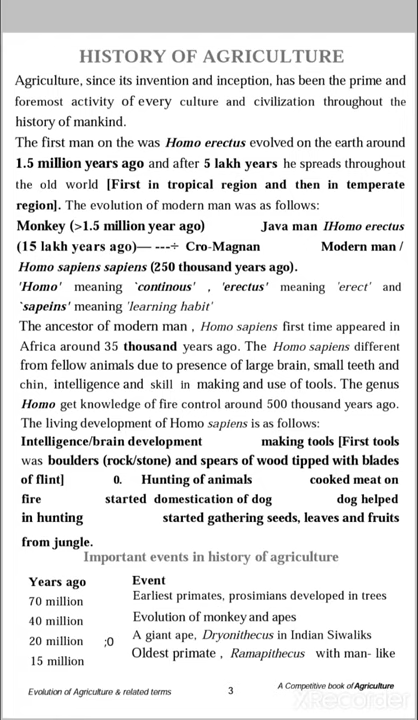 HISTORY OF AGRICULTURE
Agriculture, since its invention and inception, has been the prime and
foremost activity of every culture and civilization throughout the
history of mankind.
The first man on the was Homo erectus evolved on the earth around
1.5 million years ago and after 5 lakh years he spreads throughout
the old world [First in tropical region and then in temperate
region]. The evolution of modern man was as follows:
Monkey (>1.5 million year ago) Java man IHomo erectus
(15 lakh years ago)— ---÷ Cro-Magnan Modern man /
Homo sapiens sapiens (250 thousand years ago).
'Homo' meaning `continous' , 'erectus' meaning 'erect' and
`sapeins' meaning 'learning habit'
The ancestor of modern man , Homo sapiens first time appeared in
Africa around 35 thousand years ago. The Homo sapiens different
from fellow animals due to presence of large brain, small teeth and
chin, intelligence and skill in making and use of tools. The genus
Homo get knowledge of fire control around 500 thousand years ago.
The living development of Homo sapiens is as follows:
Intelligence/brain development making tools [First tools
was boulders (rock/stone) and spears of wood tipped with blades
of flint] 0. Hunting of animals cooked meat on
fire started domestication of dog dog helped
in hunting started gathering seeds, leaves and fruits
from jungle.
Important events in history of agriculture
Years ago Event
70 million Earliest primates, prosimians developed in trees
40 million Evolution of monkey and apes
20 million ;0 A giant ape, Dryonithecus in Indian Siwaliks
15 million Oldest primate , Ramapithecus with man- like
Evolution of Agriculture & related terms 3 A Competitive book of Agriculture
XRecorder